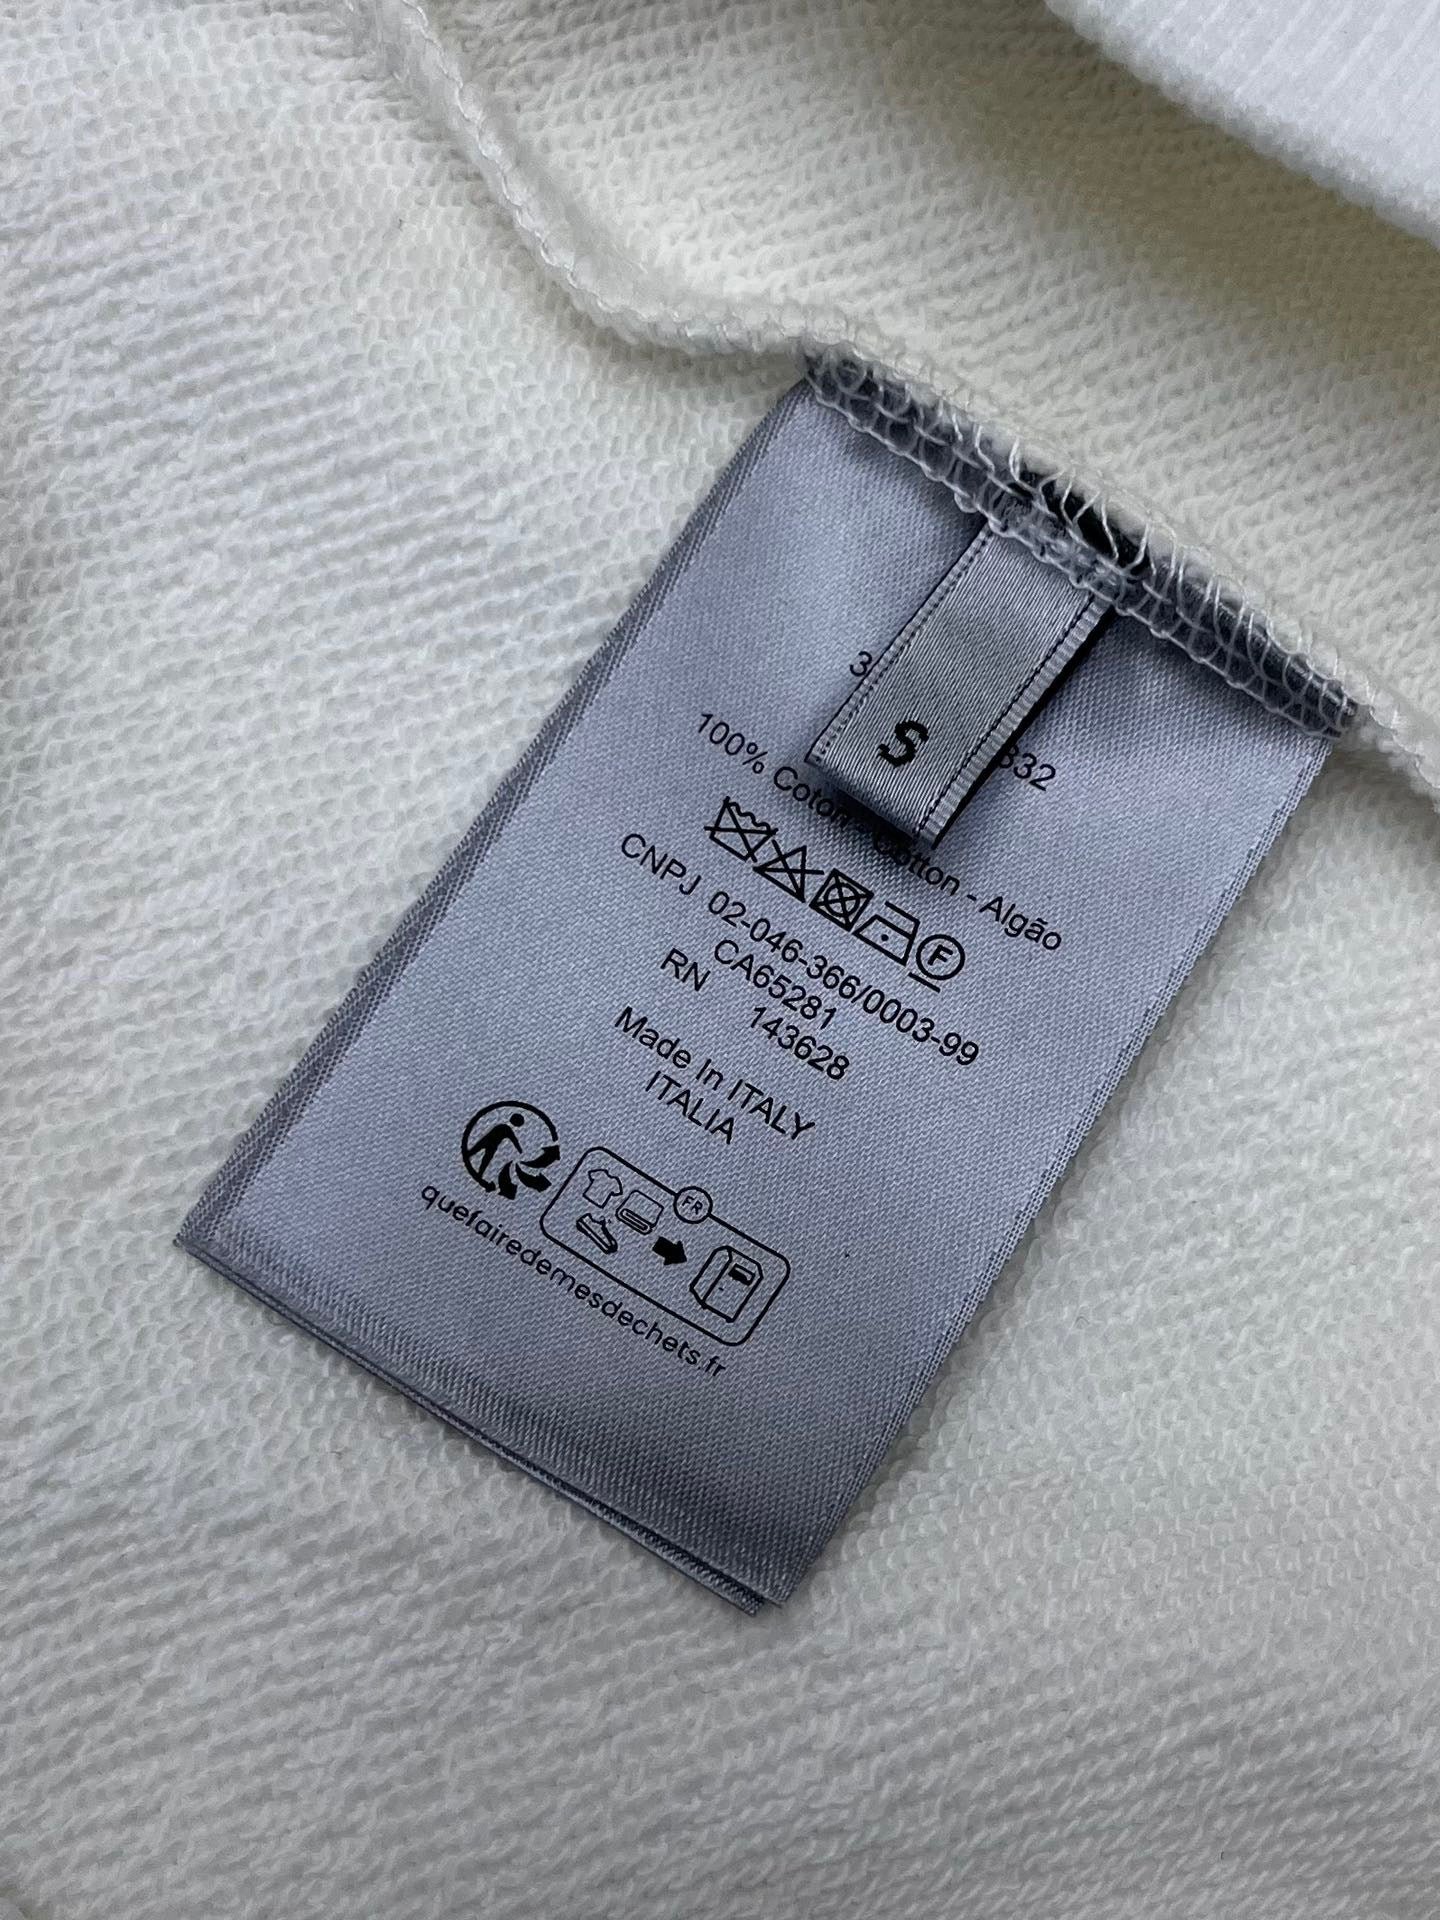 S
100% Coton - Cotton - Algão
F
CNPJ 02-046-366/0003-99
CA65281
RN 143628
Made In ITALY
ITALIA
FR
quefairedemesdechets.fr